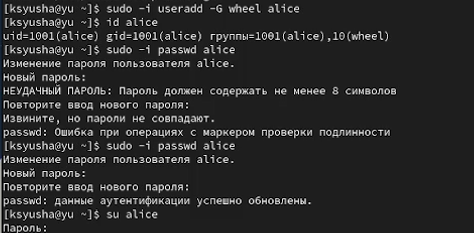 [ksyusha@yu ~]$ sudo -i useradd -G wheel alice
[ksyusha@yu ~]$ id alice
uid=1001(alice) gid=1001(alice) группы=1001(alice),10(wheel)
[ksyusha@yu ~]$ sudo -i passwd alice
Изменение пароля пользователя alice.
Новый пароль:
НЕУДАЧНЫЙ ПАРОЛЬ: Пароль должен содержать не менее 8 символов
Повторите ввод нового пароля:
Извините, но пароли не совпадают.
passwd: Ошибка при операциях с маркером проверки подлинности
[ksyusha@yu ~]$ sudo -i passwd alice
Изменение пароля пользователя alice.
Новый пароль:
Повторите ввод нового пароля:
passwd: данные аутентификации успешно обновлены.
[ksyusha@yu ~]$ su alice
Пароль: